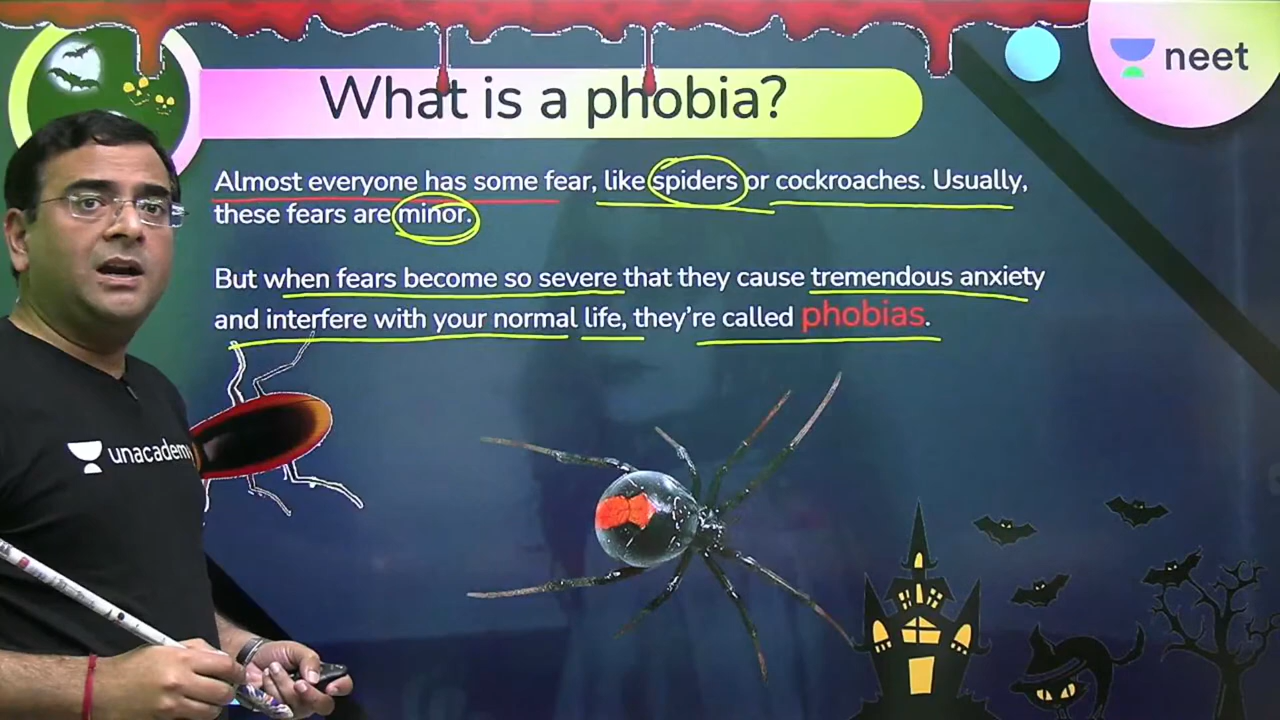 neet
What is a phobia?
Almost everyone has some fear, like spiders or cockroaches. Usually,
these fears are minor.
But when fears become so severe that they cause tremendous anxiety
and interfere with your normal life, they're called phobias.
unacademy